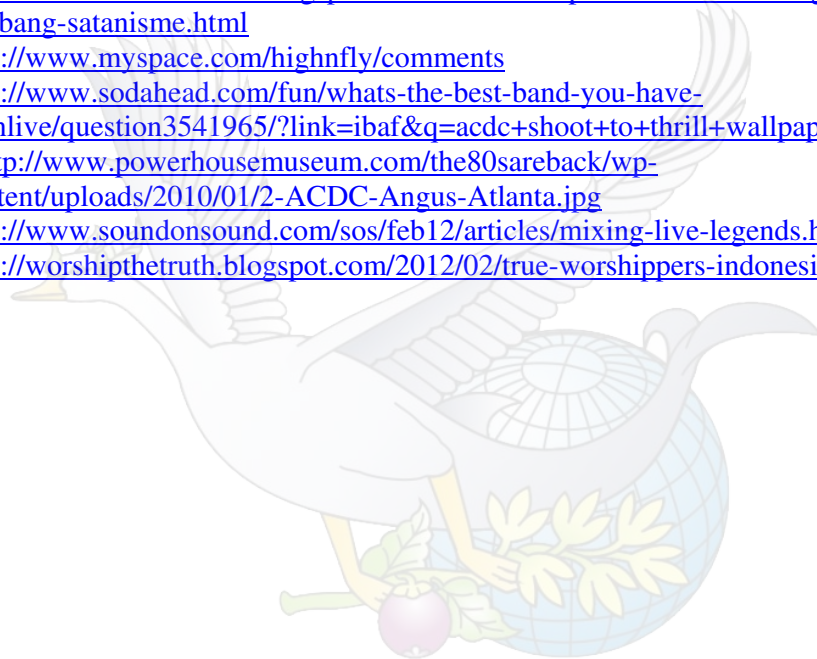 bang-satanisme.html
://www.myspace.com/highnfly/comments
://www.sodahead.com/fun/whats-the-best-band-you-have-
nlive/question3541965/?link=ibaf&q=acdc+shoot+to+thrill+wallpap
tp://www.powerhousemuseum.com/the80sareback/wp-
tent/uploads/2010/01/2-ACDC-Angus-Atlanta.jpg
://www.soundonsound.com/sos/feb12/articles/mixing-live-legends.h
://worshipthetruth.blogspot.com/2012/02/true-worshippers-indonesi